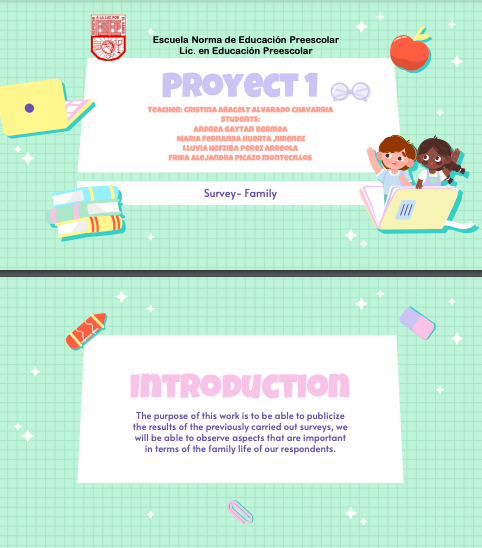 Escuela Norma de Educación Preescolar
Lic. en Educación Preescolar
PROYECT 1
TEACHER: CRISTINA ARACELY ALVARADO CHAVARRIA
STUDENTS:
ANDREA GAYTAN BERMEA
MARIA FERNANDA HUERTA JIMENEZ
LLUVIA HEFZIBA PEREZ ARREOLA
FRIDA ALEJANDRA PICAZO MONTECILLOS
Survey- Family
INTRODUCTION
The purpose of this work is to be able to publicize
the results of the previously carried out surveys, we
will be able to observe aspects that are important
in terms of the family life of our respondents.